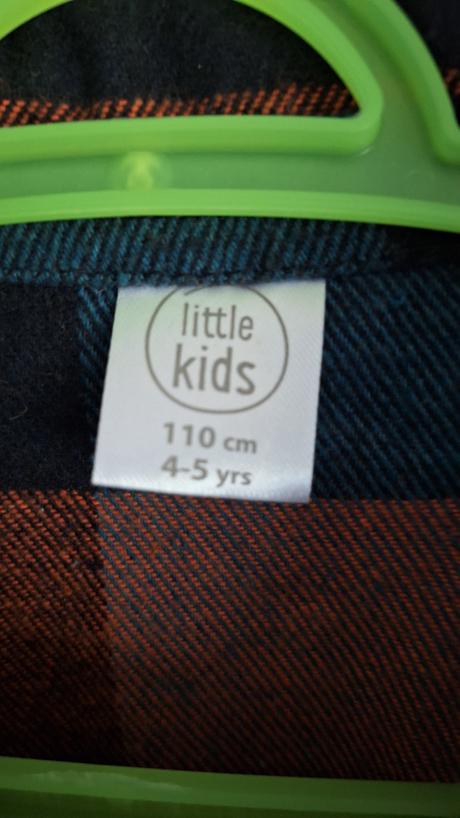 little
kids
110 cm
4-5 yrs